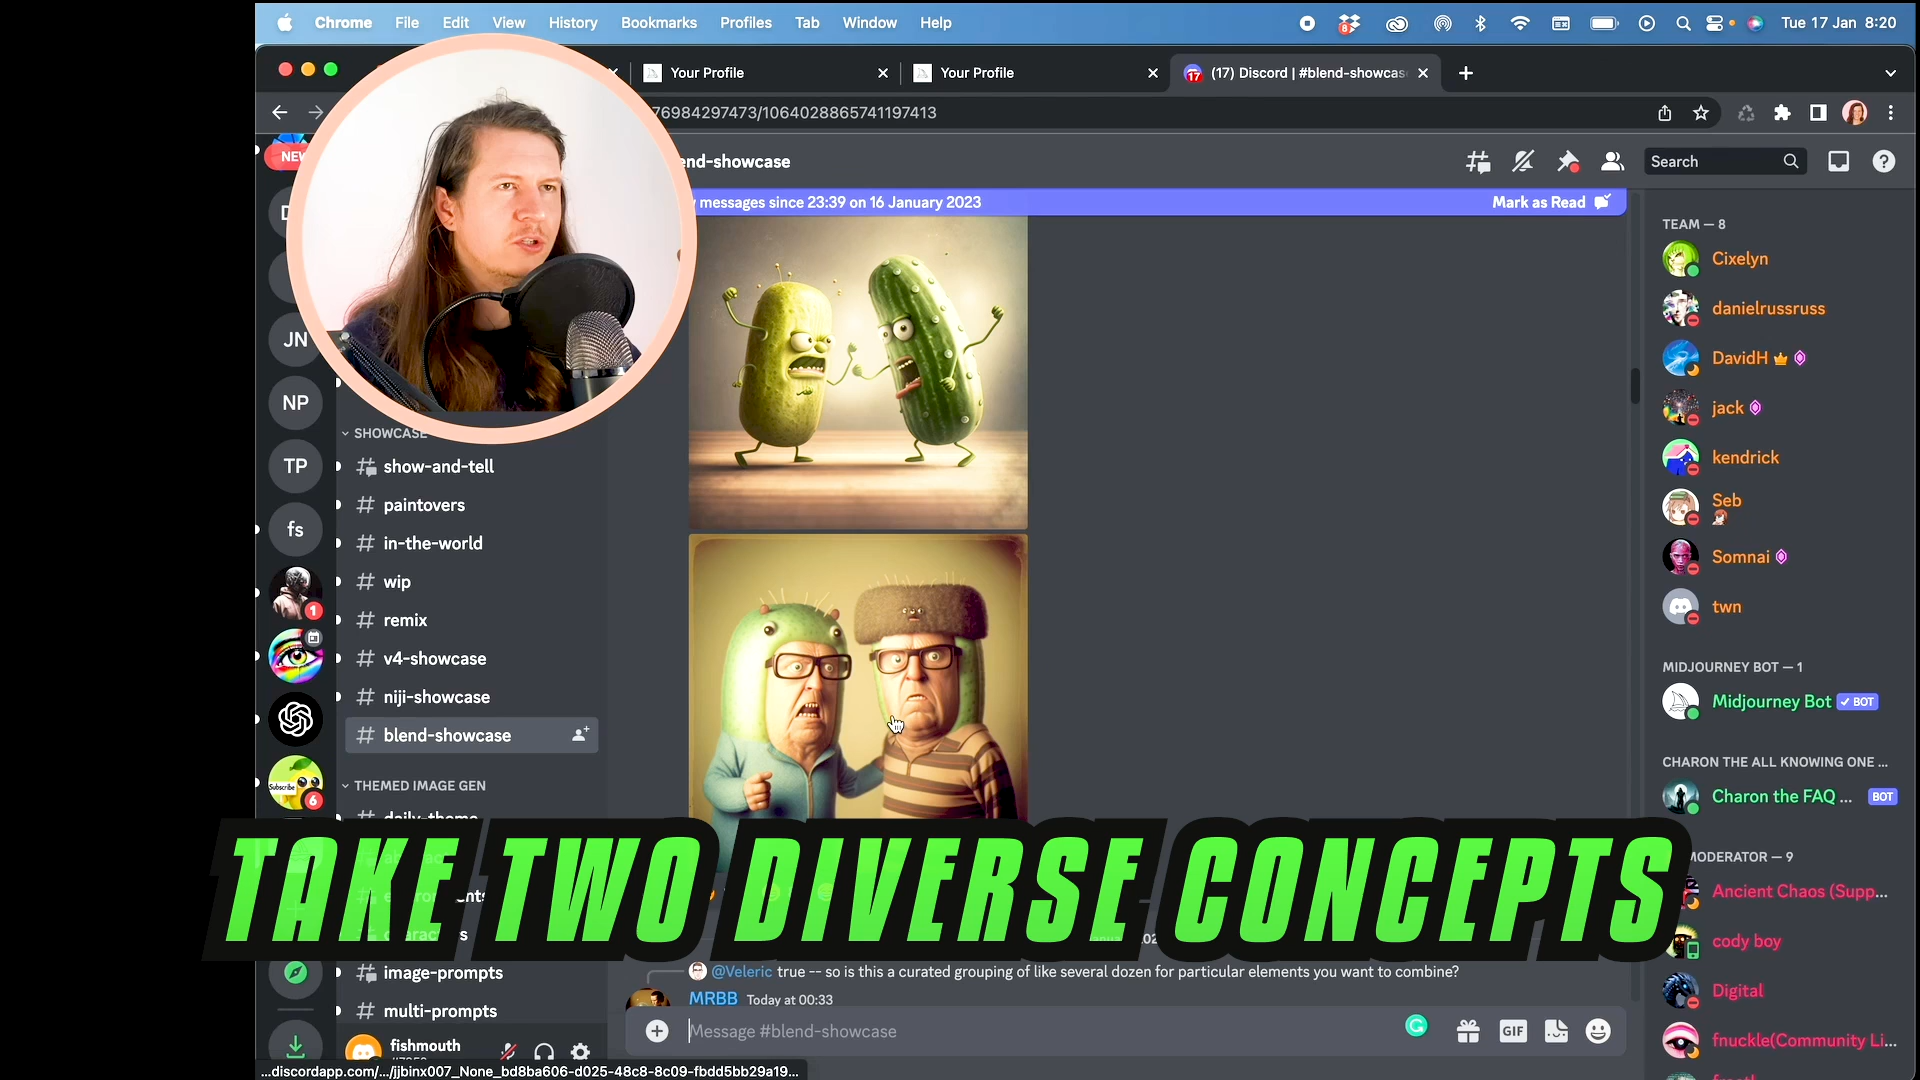 Chrome File Edit View History Bookmarks Profiles Tab Window Help
Tue 17 Jan 8:20
Your Profile
Your Profile
(17) Discord | #blend-showcas
76984297473/1064028865741197413
NEW
nd-showcase
Search
messages since 23:39 on 16 January 2023
Mark as Read
JN
NP
TP
fs
SHOWCASE
# show-and-tell
# paintovers
# in-the-world
# wip
# remix
# v4-showcase
# niji-showcase
# blend-showcase
THEMED IMAGE GEN
daily-theme
image-prompts
# multi-prompts
Subscribe
1
6
TAKE TWO DIVERSE CONCEPTS
@Veleric true -- so is this a curated grouping of like several dozen for particular elements you want to combine?
MRBB Today at 00:33
Message #blend-showcase
GIF
fishmouth
...discordapp.com/.../jjbinx007_None_bd8ba606-d025-48c8-8c09-fbdd5bb29a19...
TEAM — 8
Cixelyn
danielrussruss
DavidH
jack
kendrick
Seb
Somnai
twn
MIDJOURNEY BOT — 1
Midjourney Bot ✓ BOT
CHARON THE ALL KNOWING ONE ...
Charon the FAQ ... BOT
MODERATOR — 9
Ancient Chaos (Supp...
cody boy
Digital
fnuckle(Community Li...